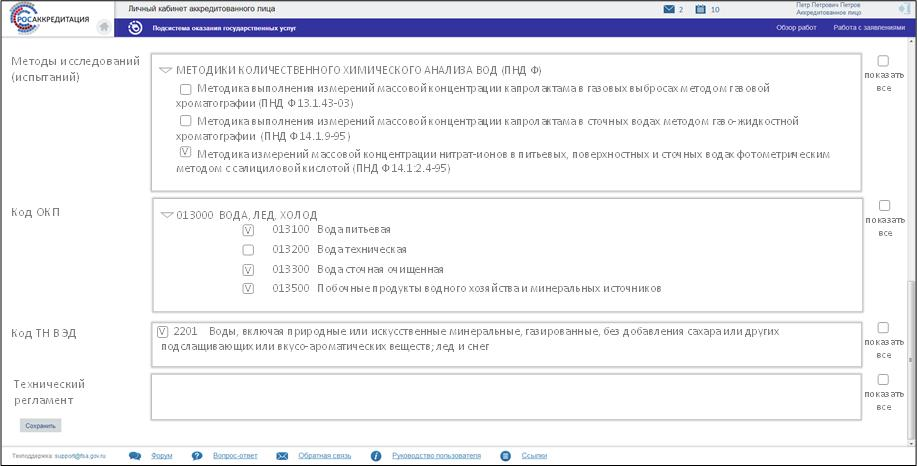 РОСАККРЕДИТАЦИЯ
Личный кабинет аккредитованного лица
2
10
Петр Петрович Петров
Аккредитованное лицо
Подсистема оказания государственных услуг
Обзор работ
Работа с заявлениями
Методы исследований
(испытаний)
МЕТОДИКИ КОЛИЧЕСТВЕННОГО ХИМИЧЕСКОГО АНАЛИЗА ВОД (ПНД Ф)
Методика выполнения измерений массовой концентрации капролактама в газовых выбросах методом гавовой
хроматографии (ПНД Ф 13.1.43-03)
Методика выполнения измерений массовой концентрации капролактама в сточных водах методом газо-жидкостной
хроматографии (ПНД Ф 14.1.9-95)
V Методика измерений массовой концентрации нитрат-ионов в питьевых, поверхностных и сточных водах фотометрическим
методом с салициловой кислотой (ПНД Ф 14.1:2.4-95)
показать
все
Код ОКП
013000 ВОДА, ЛЕД, ХОЛОД
V 013100 Вода питьевая
013200 Вода техническая
V 013300 Вода сточная очищенная
V 013500 Побочные продукты водного хозяйства и минеральных источников
показать
все
Код ТН ВЭД
V 2201 Воды, включая природные или искусственные минеральные, газированные, без добавления сахара или других
подслащивающих или вкусо-ароматических веществ; лед и снег
показать
все
Технический
регламент
показать
все
Сохранить
Техподдержка: support@fsa.gov.ru
Форум
Вопрос-ответ
Обратная связь
Руководство пользователя
Ссылки